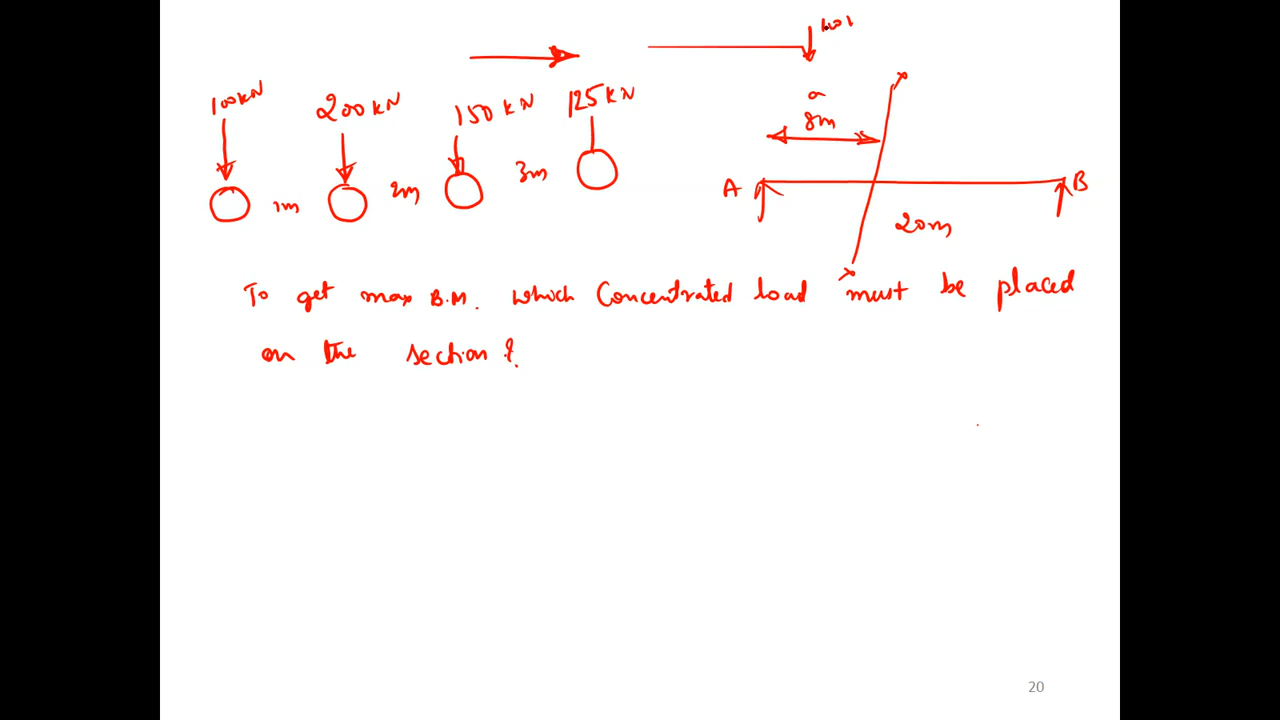 100kN 200kN 150kN 125kN
1m 2m 3m
a
8m
A B
20m
To get max B.M. which Concentrated load must be placed
on the section?
20